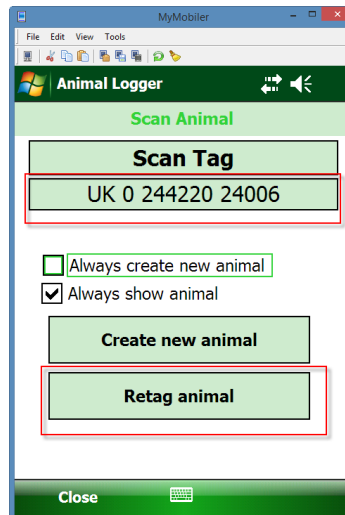 MyMobiler
File Edit View Tools
Animal Logger
Scan Animal
Scan Tag
UK 0 244220 24006
Always create new animal
Always show animal
Create new animal
Retag animal
Close